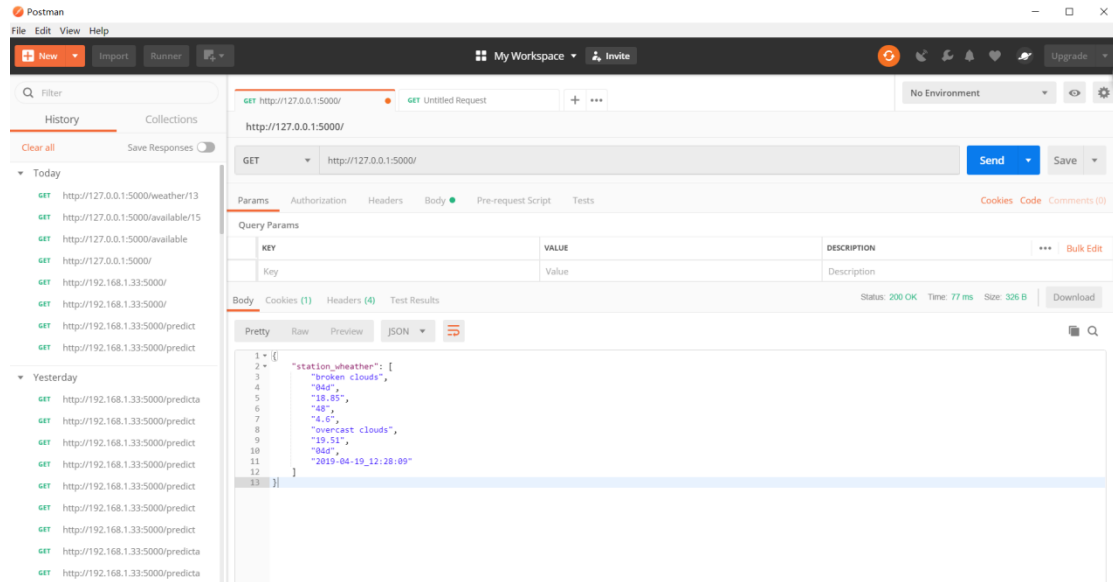 Postman
File Edit View Help
New Import Runner My Workspace Invite Upgrade
Filter
History Collections
Clear all Save Responses
Today
GET http://127.0.0.1:5000/weather/13
GET http://127.0.0.1:5000/available/15
GET http://127.0.0.1:5000/available
GET http://127.0.0.1:5000/
GET http://192.168.1.33:5000/
GET http://192.168.1.33:5000/
GET http://192.168.1.33:5000/predict
GET http://192.168.1.33:5000/predict
Yesterday
GET http://192.168.1.33:5000/predicta
GET http://192.168.1.33:5000/predict
GET http://192.168.1.33:5000/predict
GET http://192.168.1.33:5000/predict
GET http://192.168.1.33:5000/predict
GET http://192.168.1.33:5000/predict
GET http://192.168.1.33:5000/predict
GET http://192.168.1.33:5000/predicta
GET http://192.168.1.33:5000/predicta
GET http://127.0.0.1:5000/ GET Untitled Request No Environment
http://127.0.0.1:5000/
GET http://127.0.0.1:5000/ Send Save
Params Authorization Headers Body Pre-request Script Tests Cookies Code Comments (0)
Query Params
KEY VALUE DESCRIPTION Bulk Edit
Key Value Description
Body Cookies (1) Headers (4) Test Results Status: 200 OK Time: 77 ms Size: 326 B Download
Pretty Raw Preview JSON
1 {
2 "station_wheather": [
3 "broken clouds",
4 "04d",
5 "18.85",
6 "48",
7 "4.6",
8 "overcast clouds",
9 "19.51",
10 "04d",
11 "2019-04-19_12:28:09"
12 ]
13 }